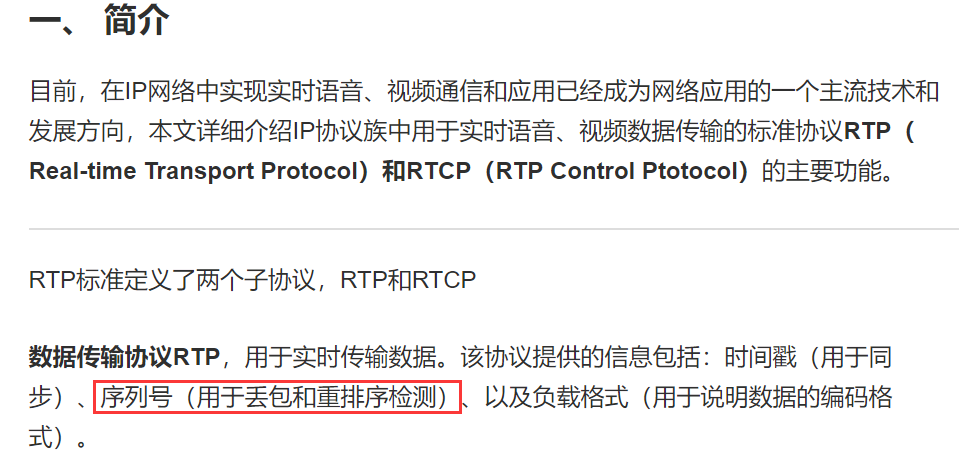 一、 简介
目前，在IP网络中实现实时语音、视频通信和应用已经成为网络应用的一个主流技术和
发展方向，本文详细介绍IP协议族中用于实时语音、视频数据传输的标准协议RTP（
Real-time Transport Protocol）和RTCP（RTP Control Ptotocol）的主要功能。
RTP标准定义了两个子协议，RTP和RTCP
数据传输协议RTP，用于实时传输数据。该协议提供的信息包括：时间戳（用于同
步）、序列号（用于丢包和重排序检测）、以及负载格式（用于说明数据的编码格
式）。